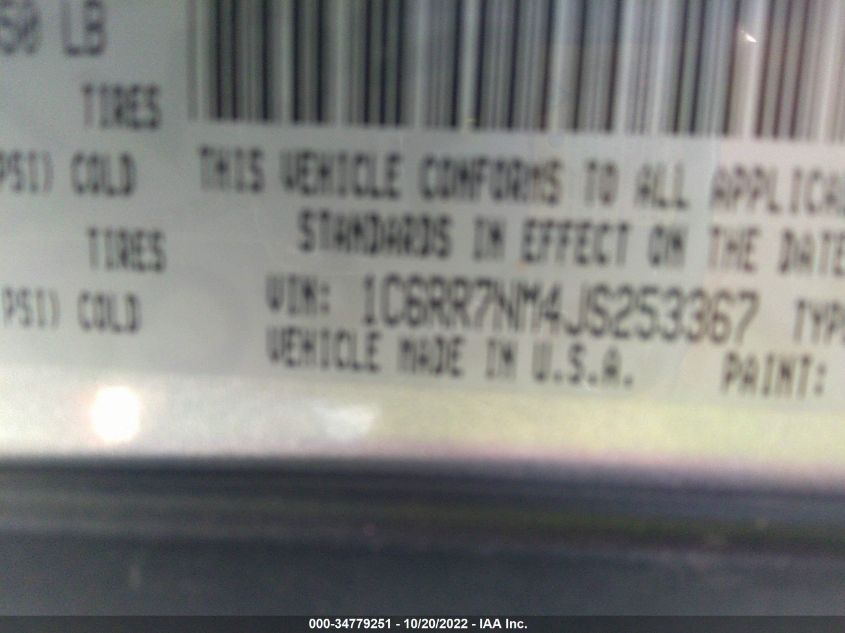 50 LB
TIRES
PSI) COLD
TIRES
PSI) COLD
THIS VEHICLE CONFORMS TO ALL APPLICA
STANDARDS IN EFFECT ON THE DATE
VIN: 1C6RR7NM4JS253367 TYP
VEHICLE MADE IN U.S.A. PAINT:
000-34779251 - 10/20/2022 - IAA Inc.